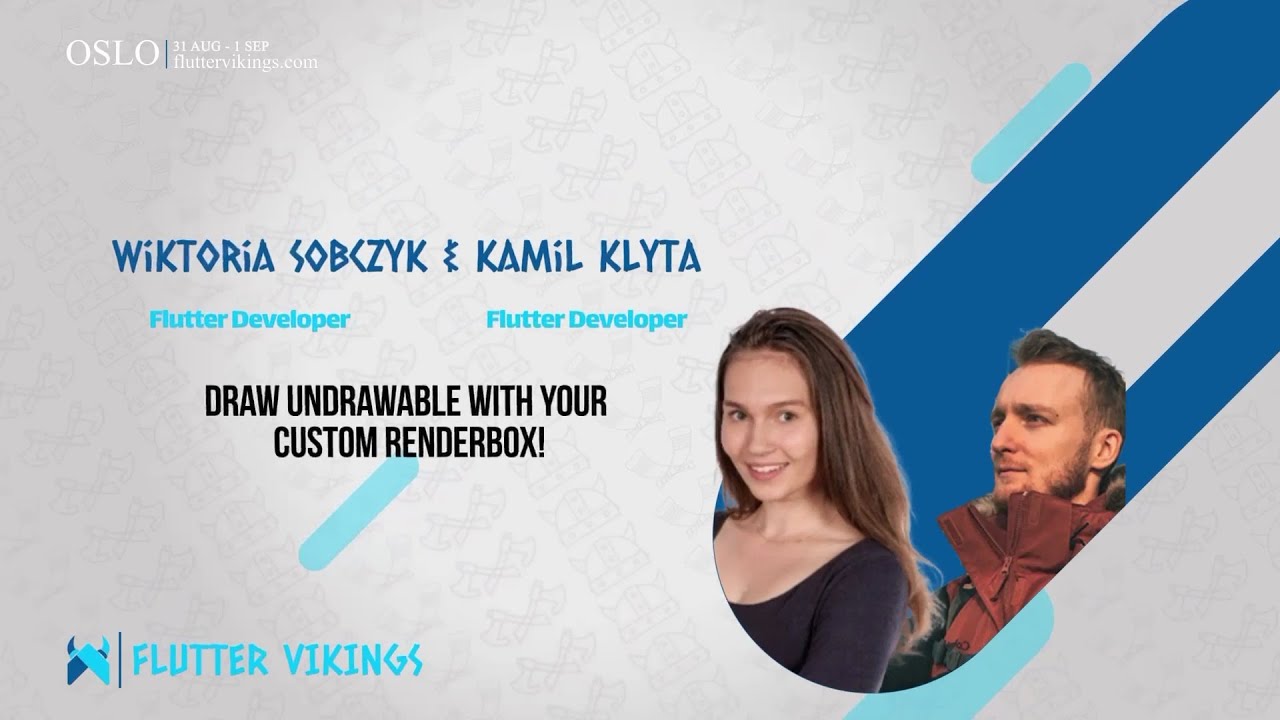 OSLO
31 AUG - 1 SEP
fluttervikings.com
WiKTORiA SOBCZYK & KAMiL KLYTA
Flutter Developer Flutter Developer
DRAW UNDRAWABLE WITH YOUR
CUSTOM RENDERBOX!
FLUTTER VIKINGS